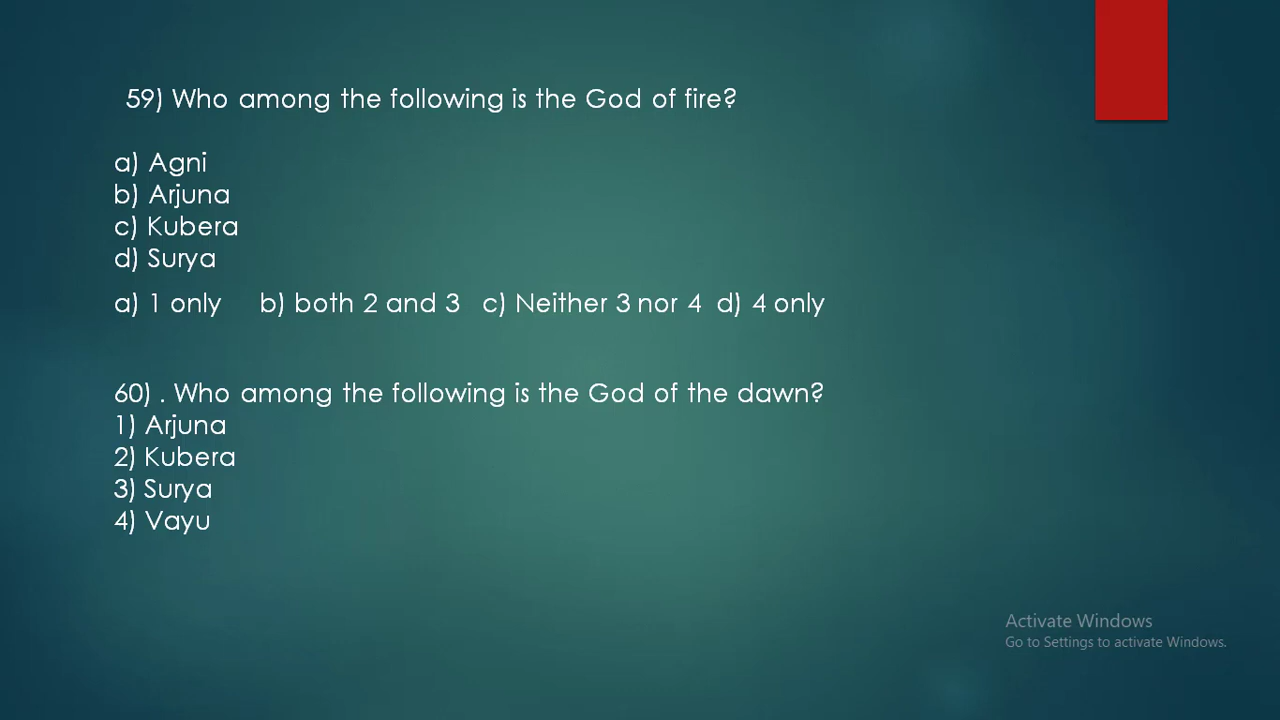 59) Who among the following is the God of fire?
a) Agni
b) Arjuna
c) Kubera
d) Surya
a) 1 only b) both 2 and 3 c) Neither 3 nor 4 d) 4 only
60) . Who among the following is the God of the dawn?
1) Arjuna
2) Kubera
3) Surya
4) Vayu
Activate Windows
Go to Settings to activate Windows.